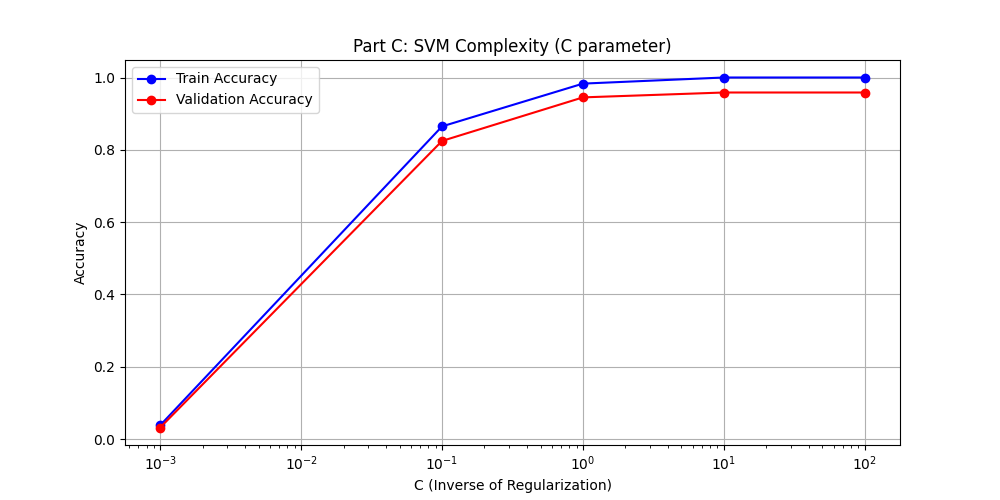 Part C: SVM Complexity (C parameter)
Train Accuracy
Validation Accuracy
1.0
0.8
0.6
0.4
0.2
0.0
Accuracy
10⁻³ 10⁻² 10⁻¹ 10⁰ 10¹ 10²
C (Inverse of Regularization)